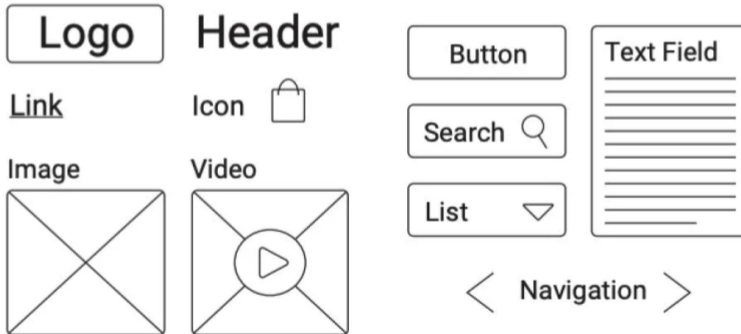 Logo
Header
Link
Icon
Image
Video
Button
Search
List
Text Field
Navigation